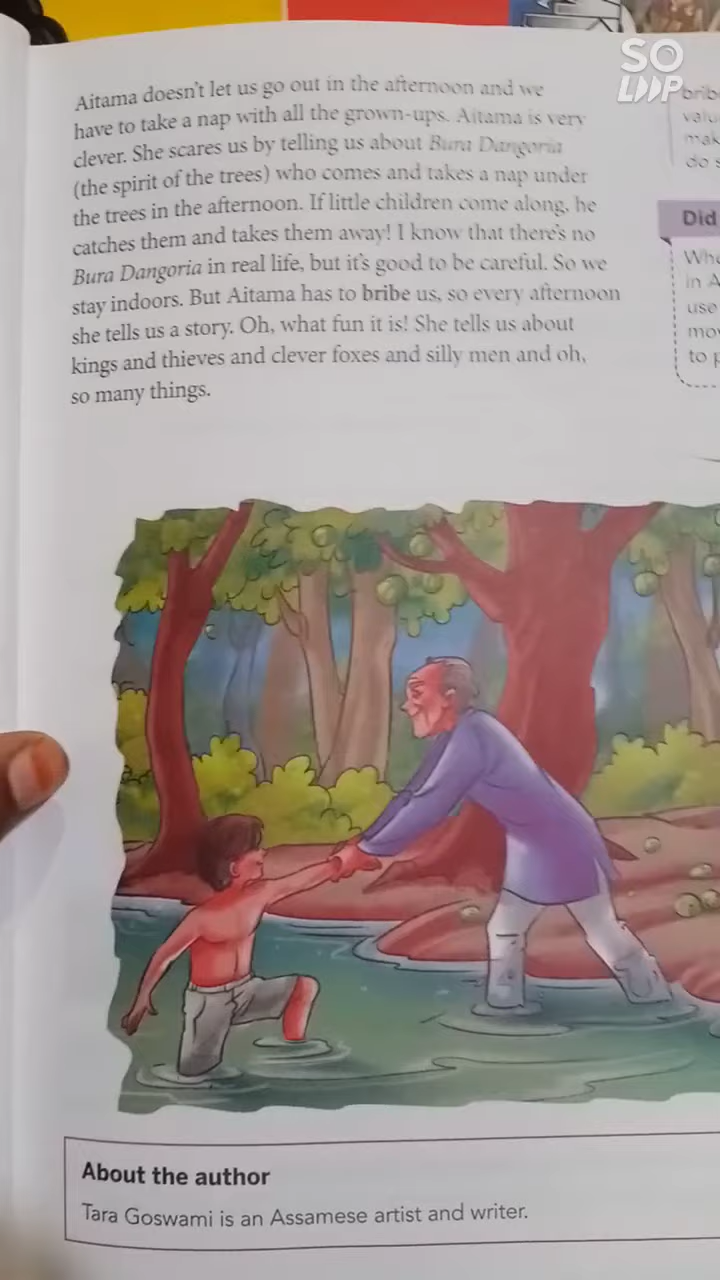 SO
LOOP
Aitama doesn't let us go out in the afternoon and we
have to take a nap with all the grown-ups. Aitama is very
clever. She scares us by telling us about Bura Dangoria
(the spirit of the trees) who comes and takes a nap under
the trees in the afternoon. If little children come along, he
catches them and takes them away! I know that there's no
Bura Dangoria in real life, but it's good to be careful. So we
stay indoors. But Aitama has to bribe us, so every afternoon
she tells us a story. Oh, what fun it is! She tells us about
kings and thieves and clever foxes and silly men and oh,
so many things.
do s
Did
in A
use
to p
About the author
Tara Goswami is an Assamese artist and writer.